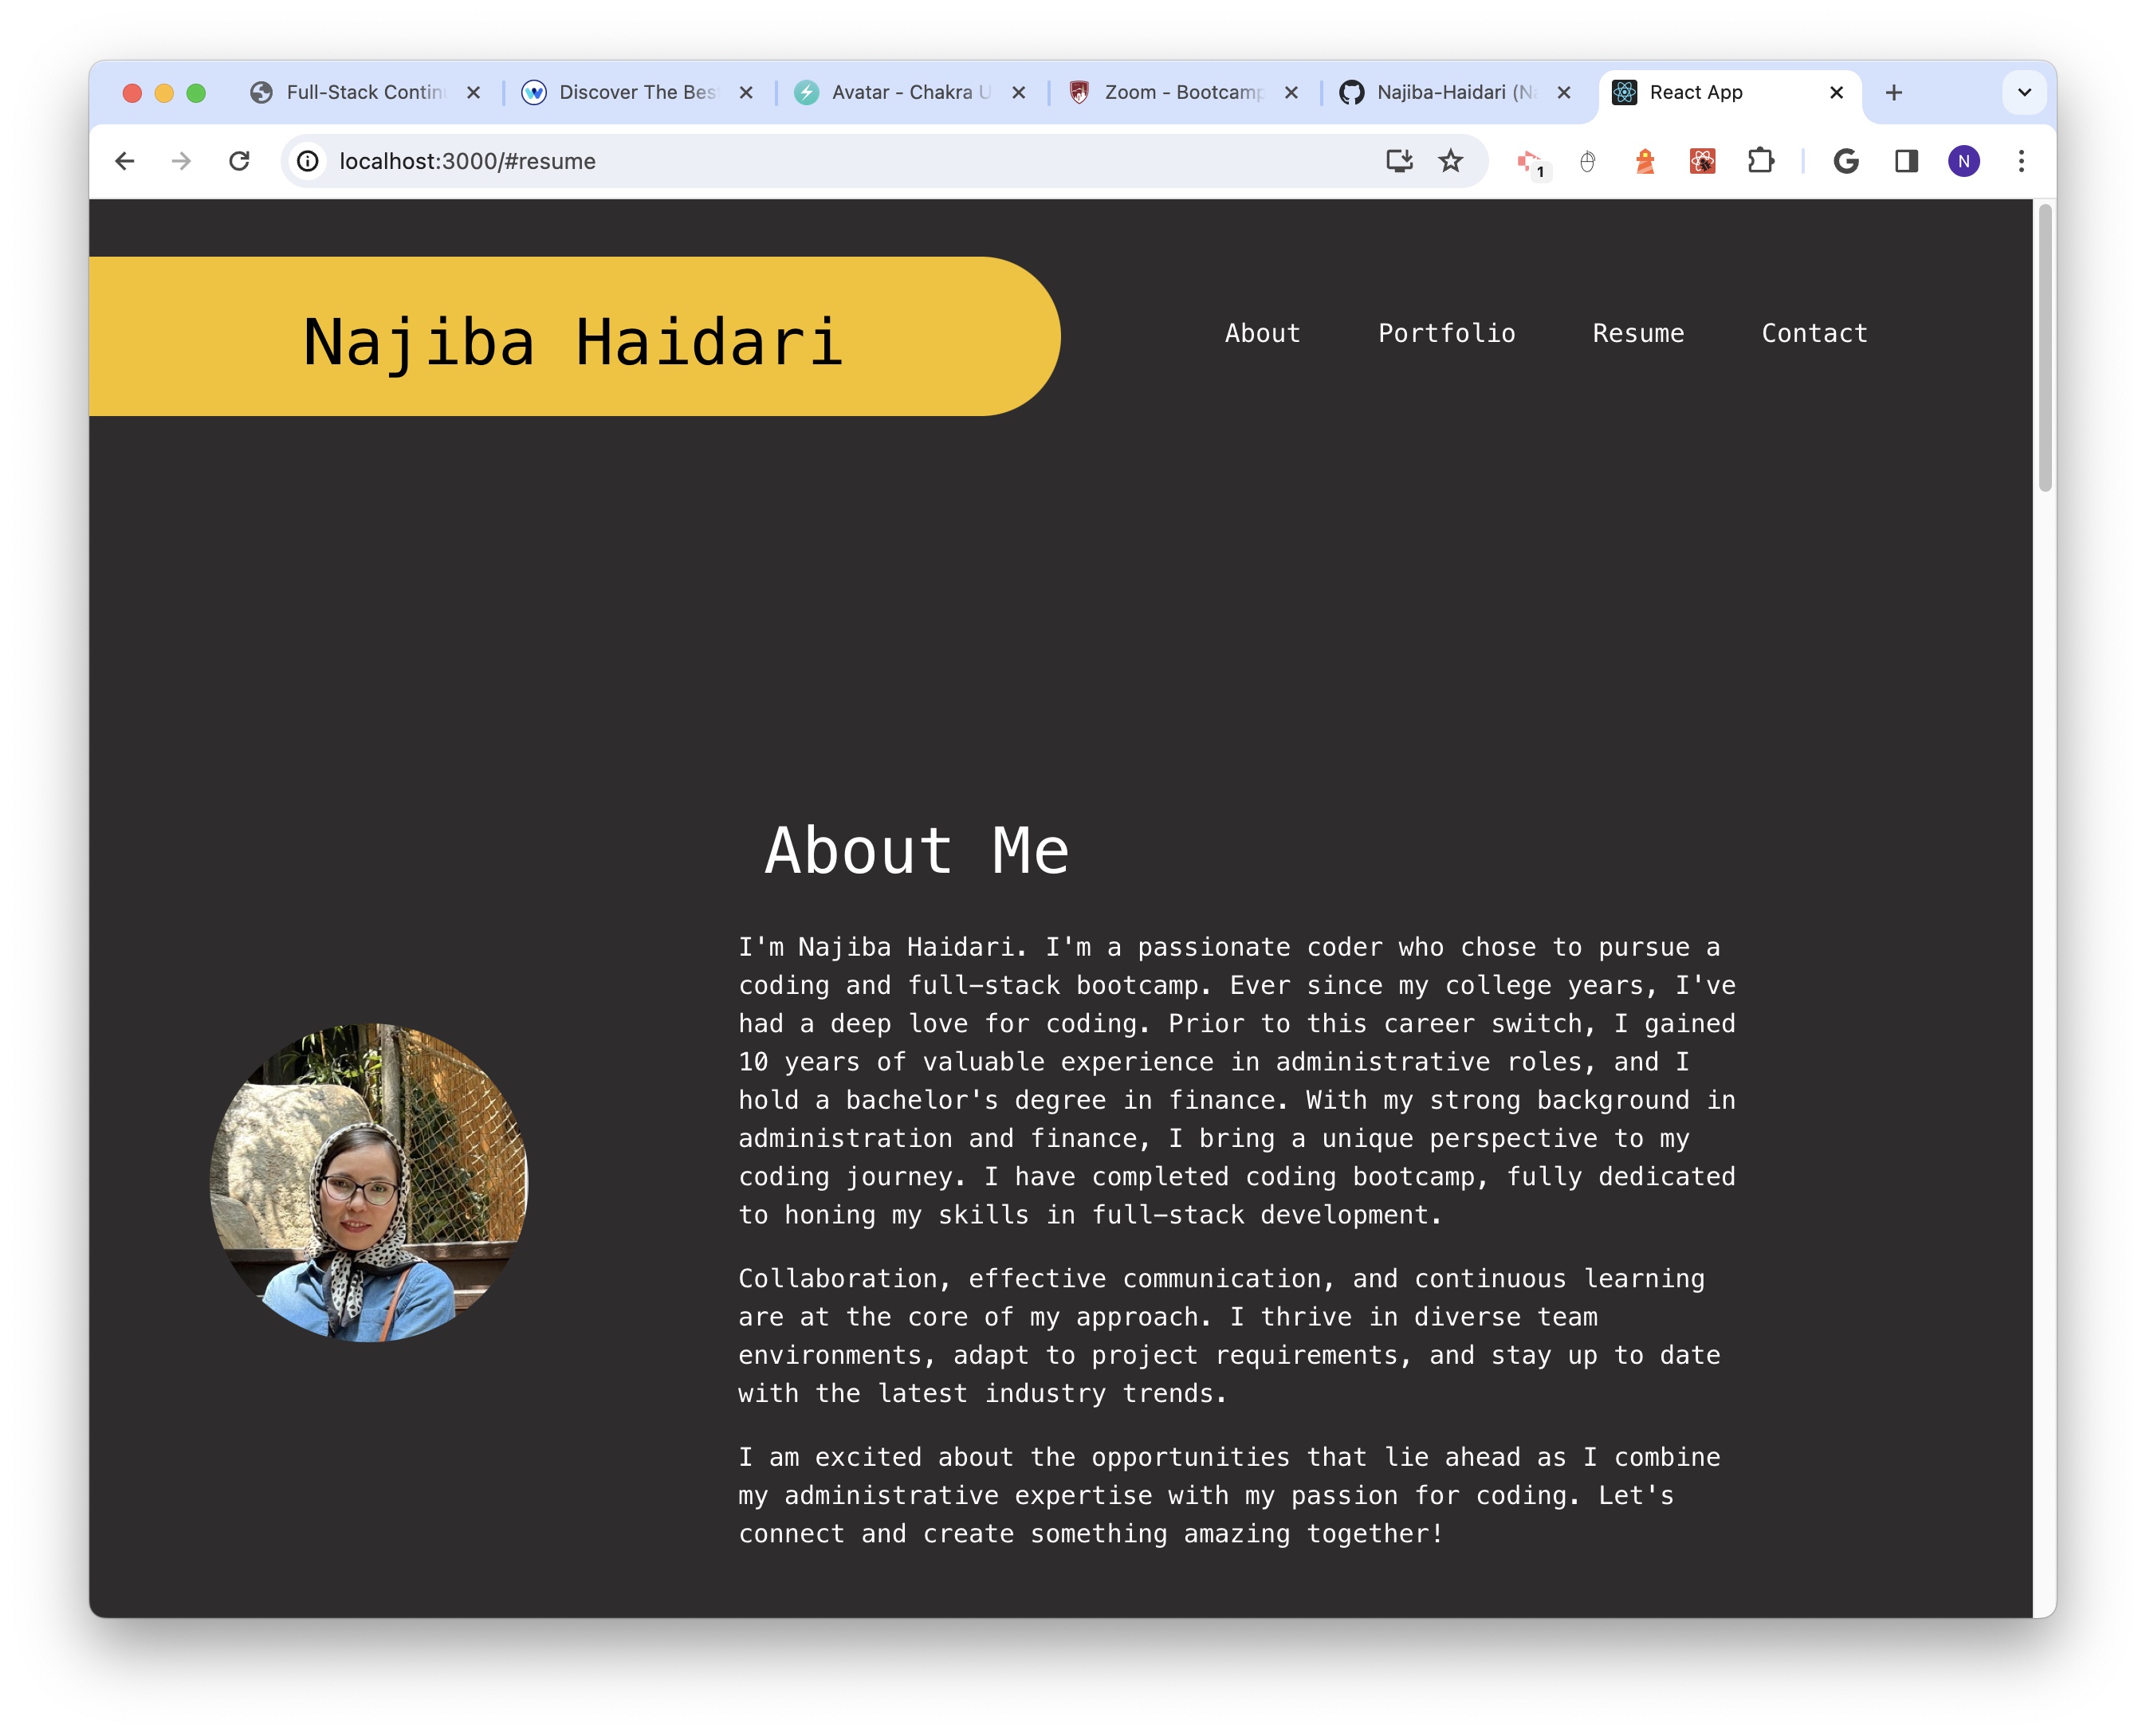 Full-Stack Contin
Discover The Bes
Avatar - Chakra U
Zoom - Bootcamp
Najiba-Haidari (Na
React App
localhost:3000/#resume
1
N
Najiba Haidari
About
Portfolio
Resume
Contact
About Me
I'm Najiba Haidari. I'm a passionate coder who chose to pursue a
coding and full-stack bootcamp. Ever since my college years, I've
had a deep love for coding. Prior to this career switch, I gained
10 years of valuable experience in administrative roles, and I
hold a bachelor's degree in finance. With my strong background in
administration and finance, I bring a unique perspective to my
coding journey. I have completed coding bootcamp, fully dedicated
to honing my skills in full-stack development.
Collaboration, effective communication, and continuous learning
are at the core of my approach. I thrive in diverse team
environments, adapt to project requirements, and stay up to date
with the latest industry trends.
I am excited about the opportunities that lie ahead as I combine
my administrative expertise with my passion for coding. Let's
connect and create something amazing together!